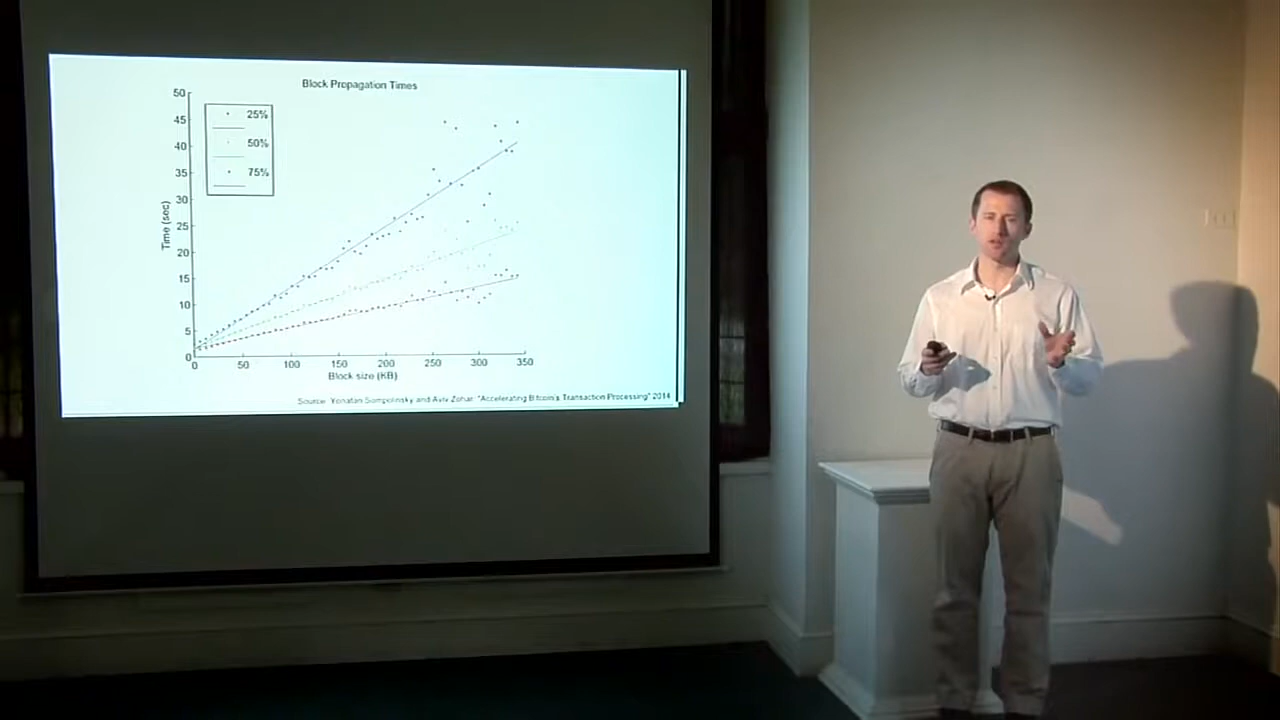 Block Propagation Times
50
45
40
35
30
25
20
15
10
5
0
Time (sec)
25%
50%
75%
0 50 100 150 200 250 300 350
Block size (KB)
Source: Yonatan Sompolinsky and Aviv Zohar. "Accelerating Bitcoin's Transaction Processing" 2014